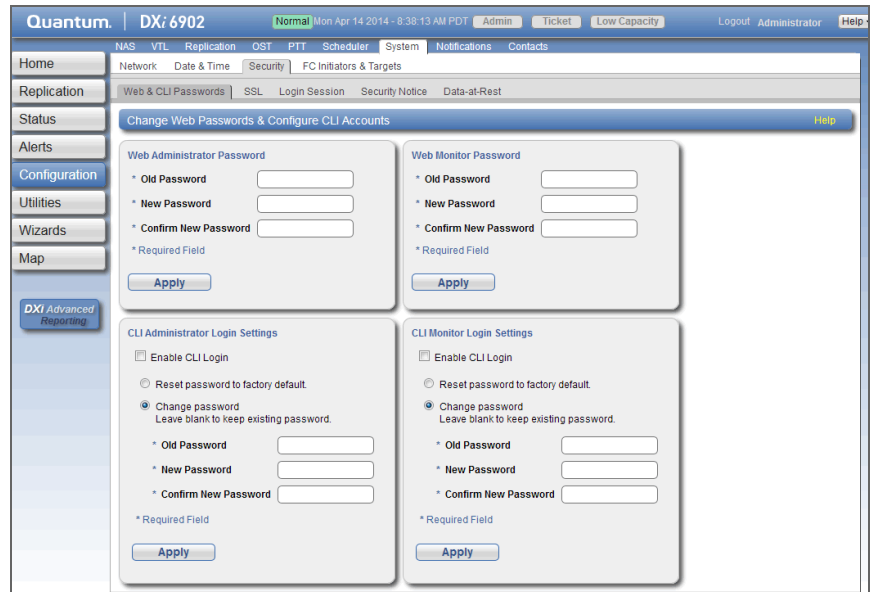 Quantum. DXi 6902 Normal Mon Apr 14 2014 - 8:38:13 AM PDT Admin Ticket Low Capacity Logout Administrator Help
NAS VTL Replication OST PTT Scheduler System Notifications Contacts
Home
Network Date & Time Security FC Initiators & Targets
Replication
Web & CLI Passwords SSL Login Session Security Notice Data-at-Rest
Status
Alerts
Configuration
Utilities
Wizards
Map
DXi Advanced
Reporting
Change Web Passwords & Configure CLI Accounts Help
Web Administrator Password
* Old Password
* New Password
* Confirm New Password
* Required Field
Apply
Web Monitor Password
* Old Password
* New Password
* Confirm New Password
* Required Field
Apply
CLI Administrator Login Settings
Enable CLI Login
Reset password to factory default.
Change password
Leave blank to keep existing password.
* Old Password
* New Password
* Confirm New Password
* Required Field
Apply
CLI Monitor Login Settings
Enable CLI Login
Reset password to factory default.
Change password
Leave blank to keep existing password.
* Old Password
* New Password
* Confirm New Password
* Required Field
Apply